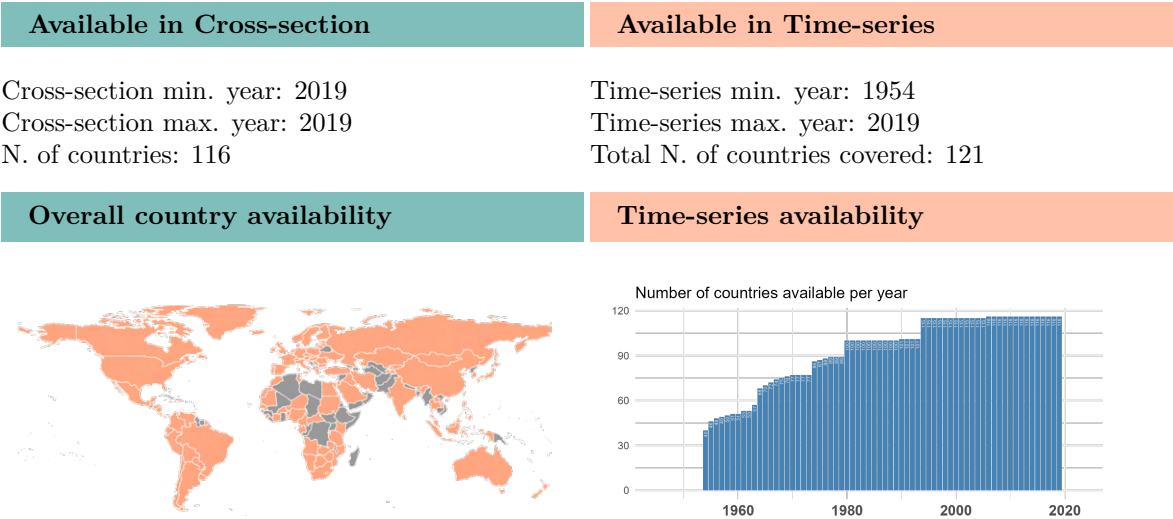 Available in Cross-section
Available in Time-series
Cross-section min. year: 2019
Cross-section max. year: 2019
N. of countries: 116
Time-series min. year: 1954
Time-series max. year: 2019
Total N. of countries covered: 121
Overall country availability
Time-series availability
Number of countries available per year
120
90
60
30
0
1960
1980
2000
2020